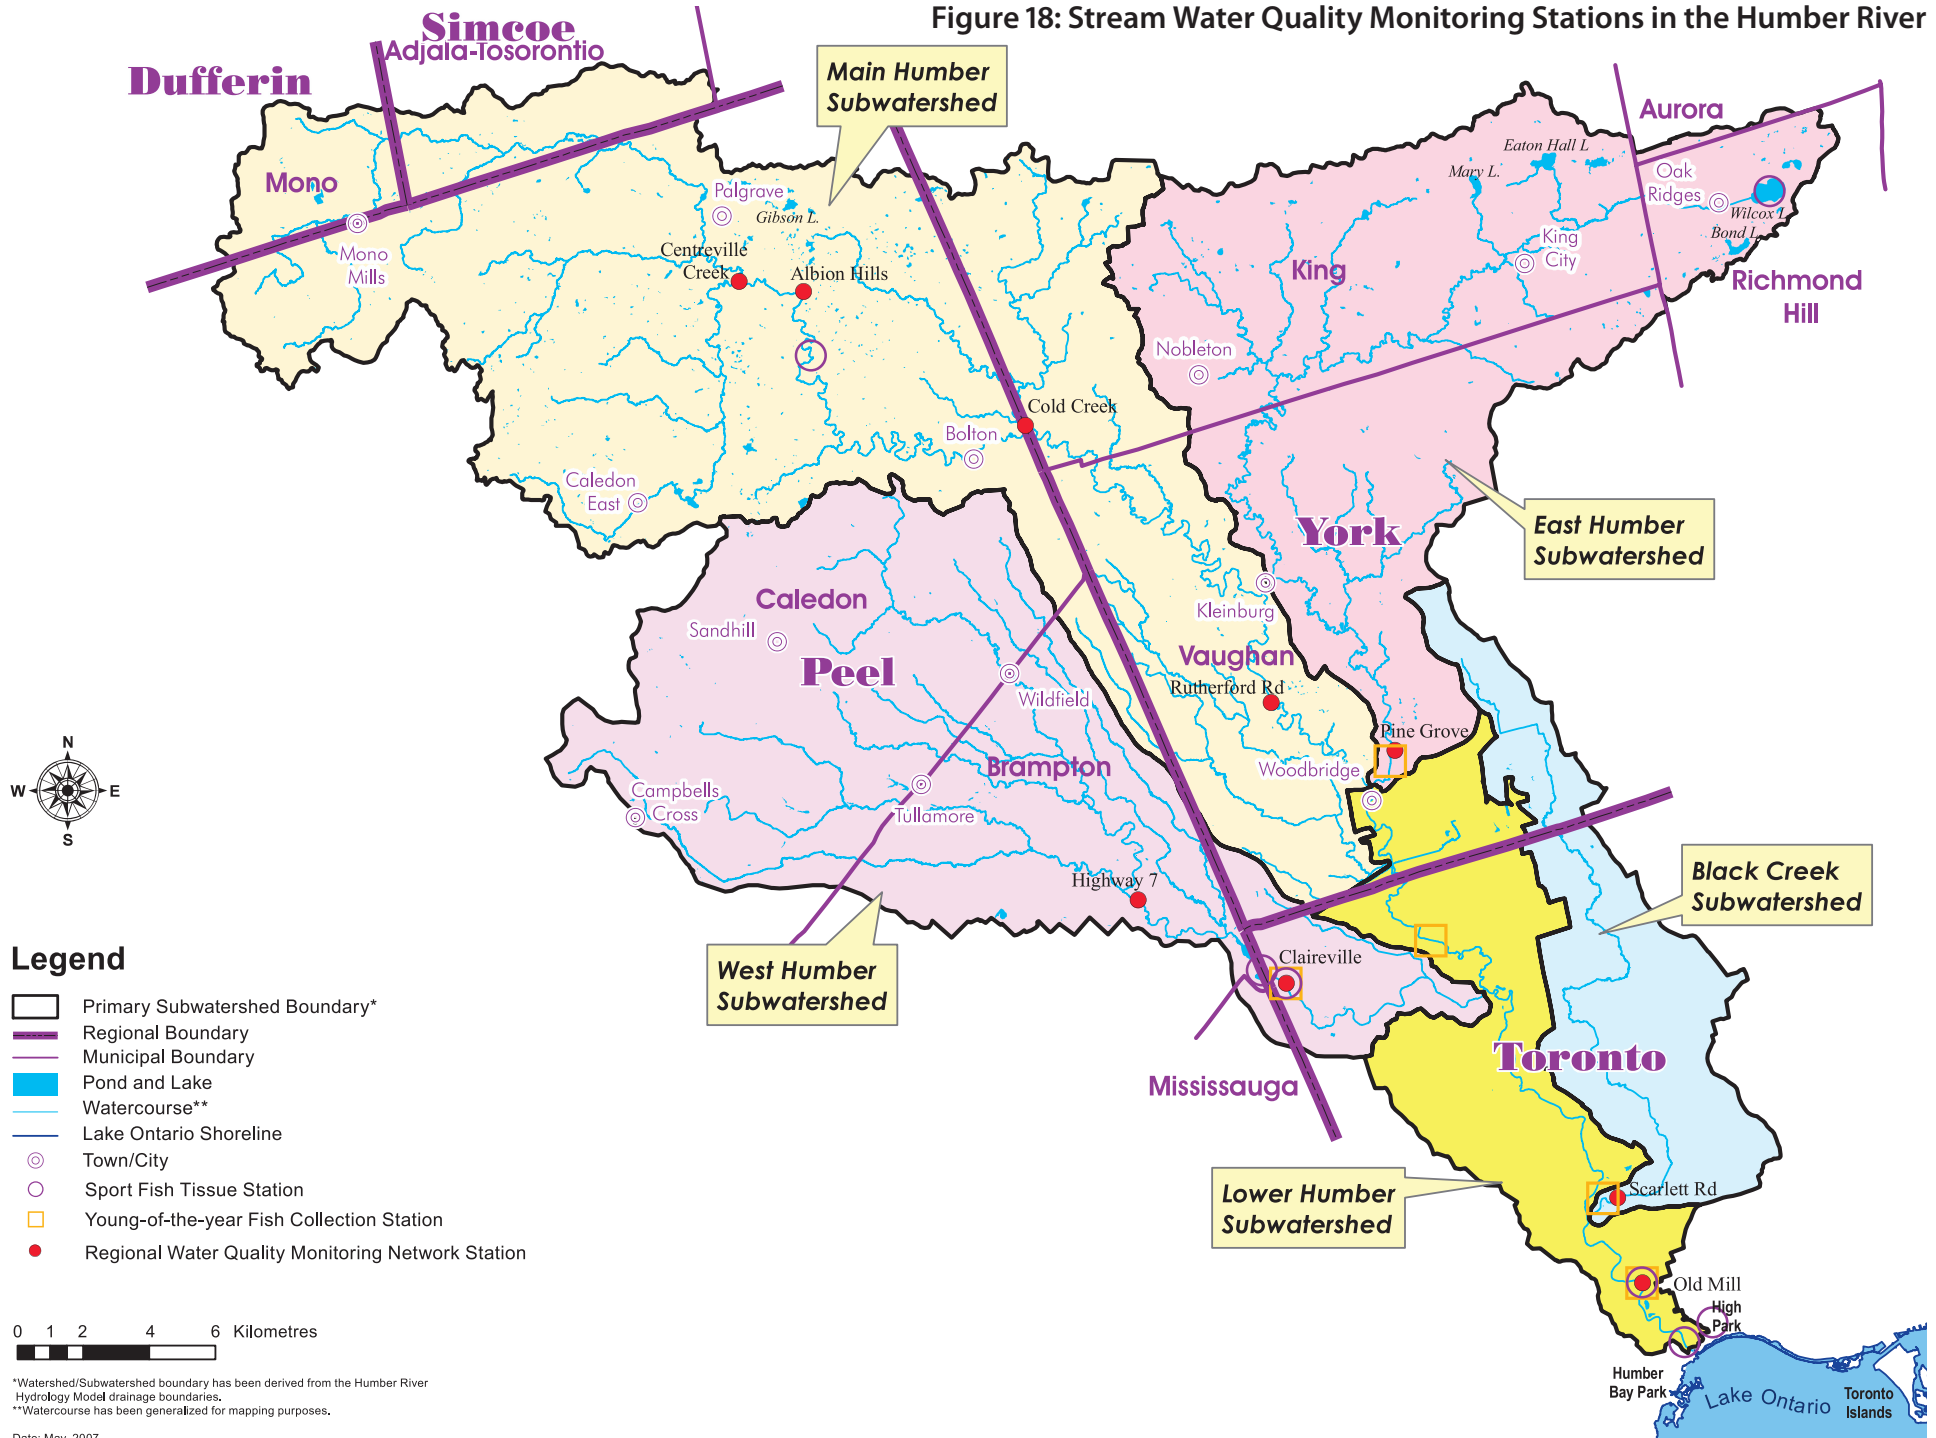 Figure 18: Stream Water Quality Monitoring Stations in the Humber River
Simcoe
Adjala-Tosorontio
Dufferin
Main Humber
Subwatershed
Aurora
Eaton Hall L
Mary L.
Oak
Ridges
Mono
Palgrave
Gibson L.
Wilcox L
Bond L
Mono
Mills
Centreville
Creek
Albion Hills
King
King
City
Richmond
Hill
Nobleton
Cold Creek
Bolton
Caledon
East
York
East Humber
Subwatershed
Caledon
Sandhill
Peel
Kleinburg
Vaughan
Rutherford Rd
Wildfield
Pine Grove
Woodbridge
Brampton
Campbells
Cross
Tullamore
N
W
E
S
Highway 7
Black Creek
Subwatershed
West Humber
Subwatershed
Claireville
Toronto
Mississauga
Lower Humber
Subwatershed
Scarlett Rd
Old Mill
High
Park
Humber
Bay Park
Lake Ontario
Toronto
Islands
Legend
Primary Subwatershed Boundary*
Regional Boundary
Municipal Boundary
Pond and Lake
Watercourse**
Lake Ontario Shoreline
Town/City
Sport Fish Tissue Station
Young-of-the-year Fish Collection Station
Regional Water Quality Monitoring Network Station
0 1 2 4 6 Kilometres
*Watershed/Subwatershed boundary has been derived from the Humber River
Hydrology Model drainage boundaries.
**Watercourse has been generalized for mapping purposes.
Date: May, 2007